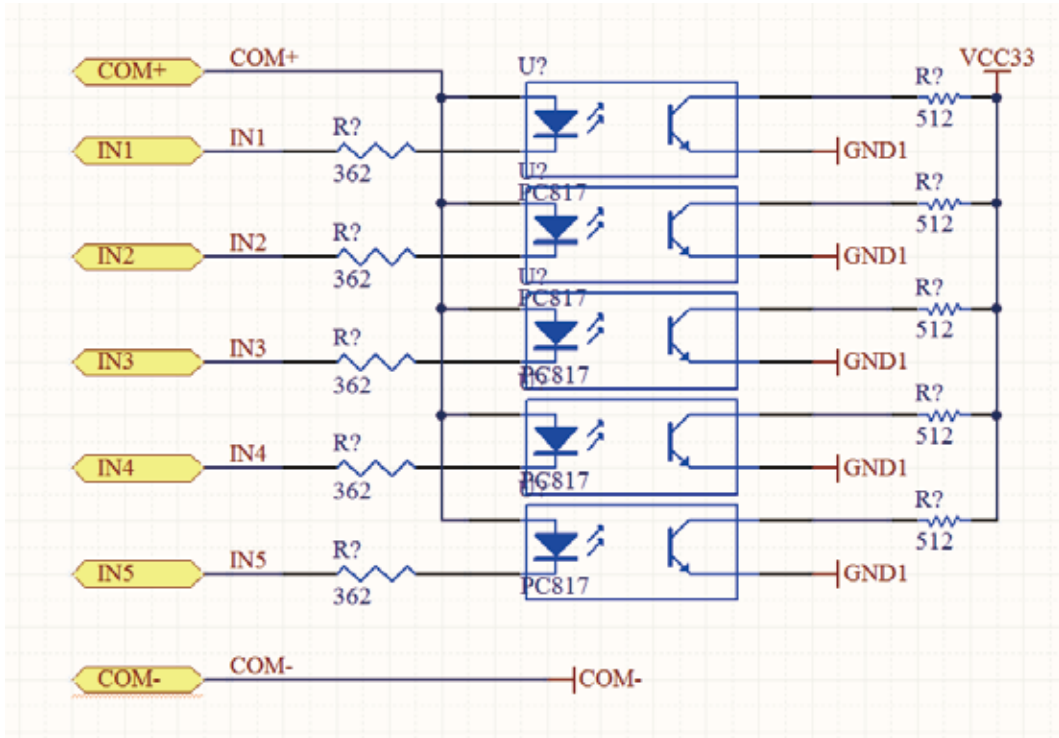 COM+ COM+ U? VCC33
R? 512
IN1 IN1 R? 362 GND1
U? PC817
R? 512
IN2 IN2 R? 362 GND1
U? PC817
R? 512
IN3 IN3 R? 362 GND1
U? PC817
R? 512
IN4 IN4 R? 362 GND1
U? PC817
R? 512
IN5 IN5 R? 362 GND1
PC817
COM- COM- COM-